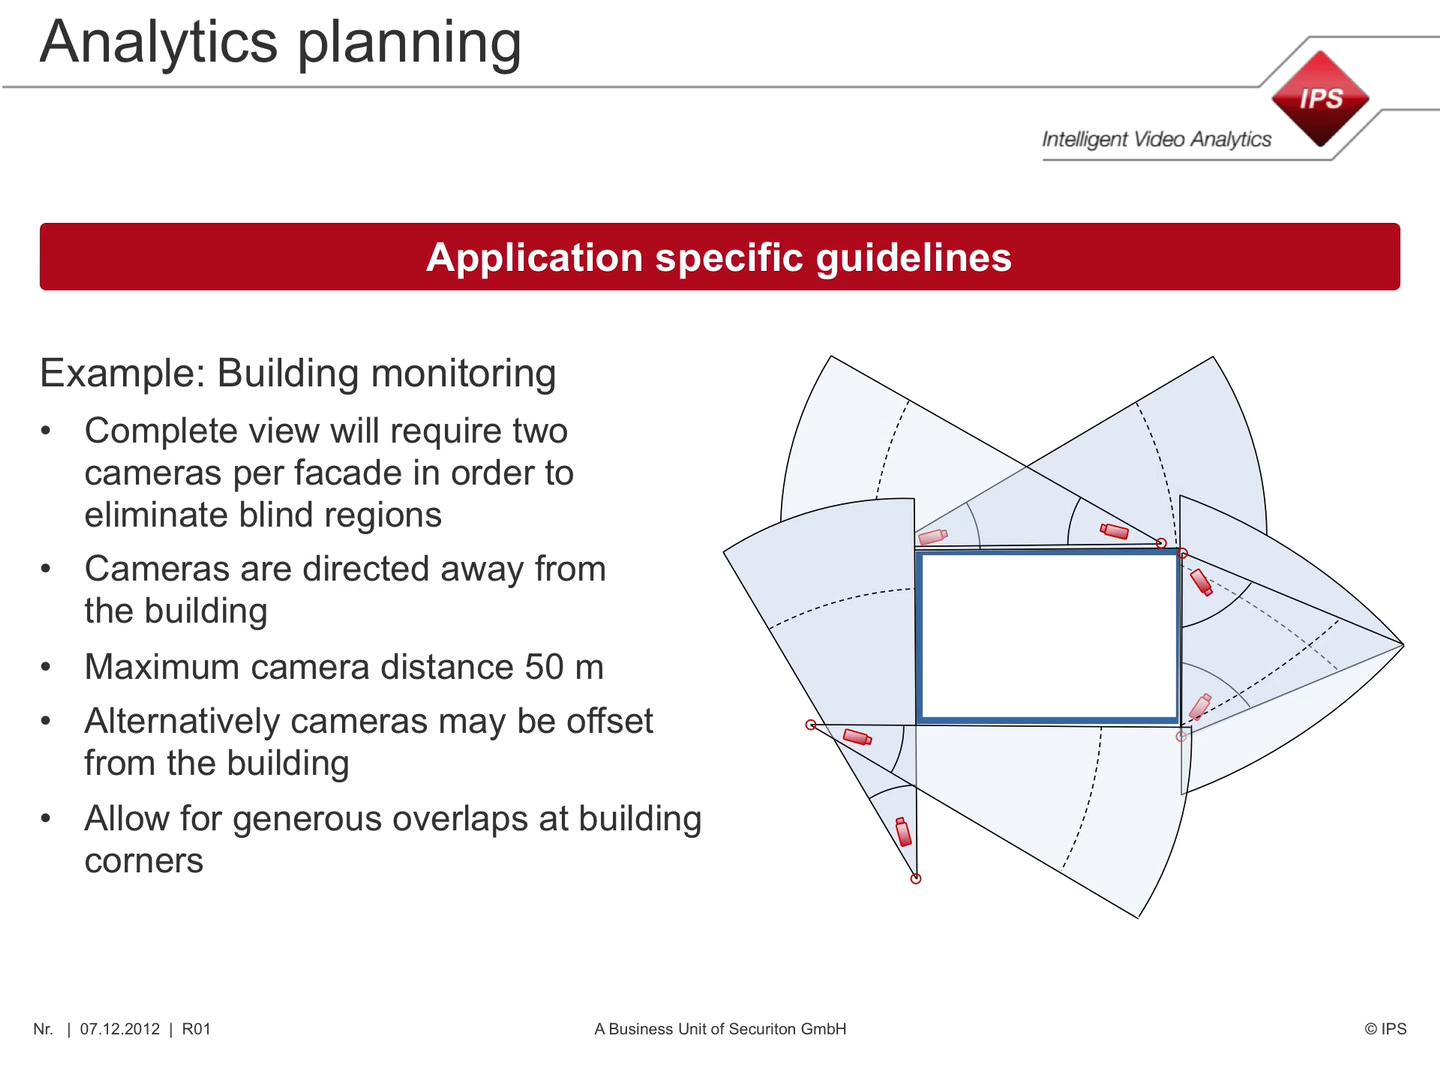 Analytics planning
IPS
Intelligent Video Analytics
Application specific guidelines
Example: Building monitoring
• Complete view will require two
cameras per facade in order to
eliminate blind regions
• Cameras are directed away from
the building
• Maximum camera distance 50 m
• Alternatively cameras may be offset
from the building
• Allow for generous overlaps at building
corners
Nr. | 07.12.2012 | R01
A Business Unit of Securiton GmbH
© IPS